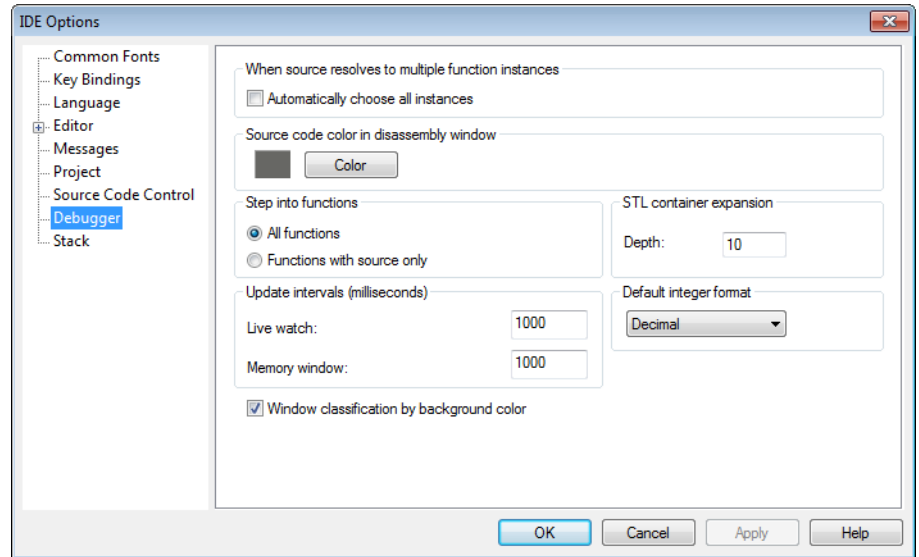 IDE Options
Common Fonts
Key Bindings
Language
Editor
Messages
Project
Source Code Control
Debugger
Stack
When source resolves to multiple function instances
Automatically choose all instances
Source code color in disassembly window
Color
Step into functions
All functions
Functions with source only
STL container expansion
Depth: 10
Update intervals (milliseconds)
Live watch: 1000
Memory window: 1000
Default integer format
Decimal
Window classification by background color
OK Cancel Apply Help